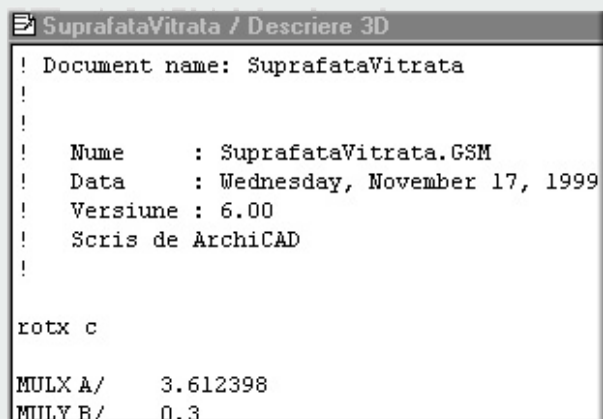 SuprafataVitrata / Descriere 3D
! Document name: SuprafataVitrata
!
!
!   Nume      : SuprafataVitrata.GSM
!   Data      : Wednesday, November 17, 1999
!   Versiune : 6.00
!   Scris de ArchiCAD
!
rotx c
MULX A/    3.612398
MULY B/    0.3